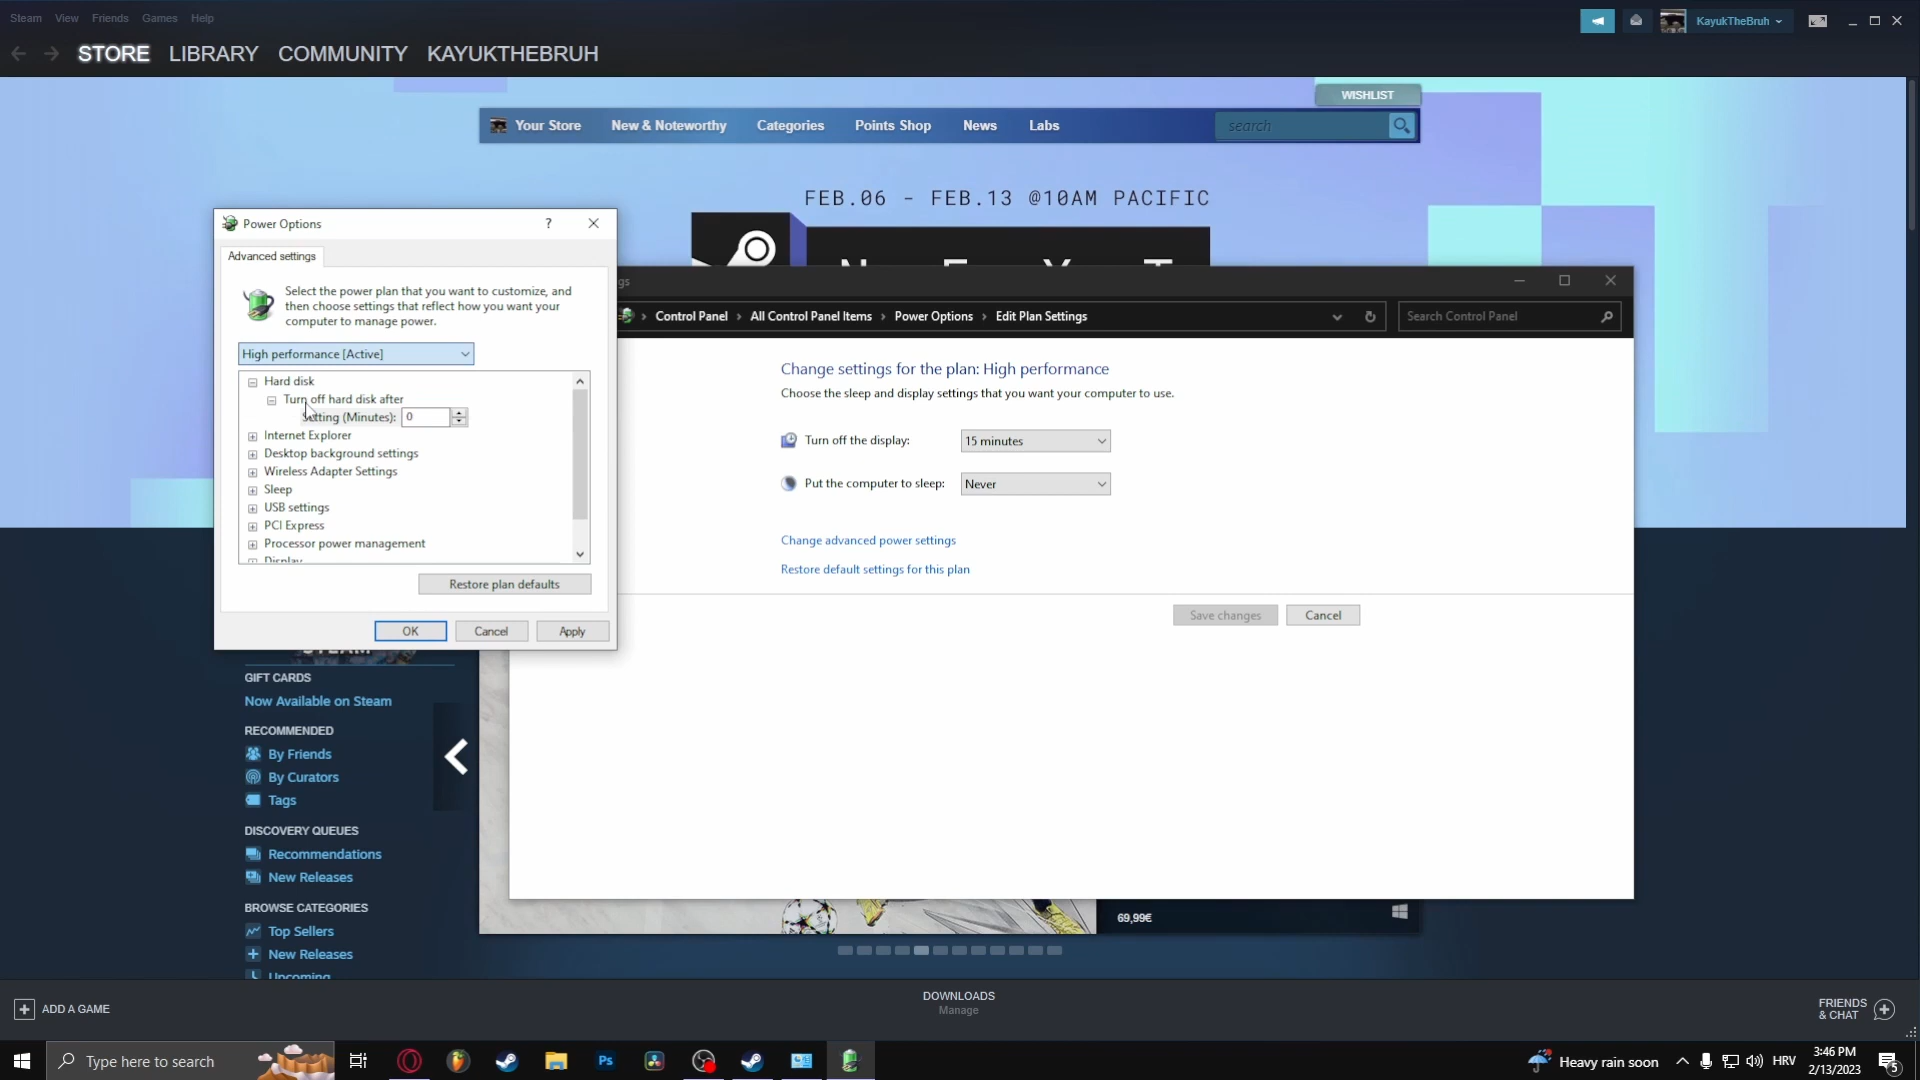 Steam View Friends Games Help
KayukTheBruh
STORE LIBRARY COMMUNITY KAYUKTHEBRUH
WISHLIST
Your Store New & Noteworthy Categories Points Shop News Labs search
FEB.06 - FEB.13 @10AM PACIFIC
Power Options ?
Advanced settings
Select the power plan that you want to customize, and
then choose settings that reflect how you want your
computer to manage power.
High performance [Active]
Hard disk
Turn off hard disk after
Setting (Minutes): 0
Internet Explorer
Desktop background settings
Wireless Adapter Settings
Sleep
USB settings
PCI Express
Processor power management
Display
Restore plan defaults
OK Cancel Apply
gs
Control Panel > All Control Panel Items > Power Options > Edit Plan Settings
Search Control Panel
Change settings for the plan: High performance
Choose the sleep and display settings that you want your computer to use.
Turn off the display: 15 minutes
Put the computer to sleep: Never
Change advanced power settings
Restore default settings for this plan
Save changes Cancel
GIFT CARDS
Now Available on Steam
RECOMMENDED
By Friends
By Curators
Tags
DISCOVERY QUEUES
Recommendations
New Releases
BROWSE CATEGORIES
Top Sellers
New Releases
Upcoming
69,99€
ADD A GAME
DOWNLOADS
Manage
FRIENDS
& CHAT
Type here to search
Ps
Heavy rain soon
HRV
3:46 PM
2/13/2023
5